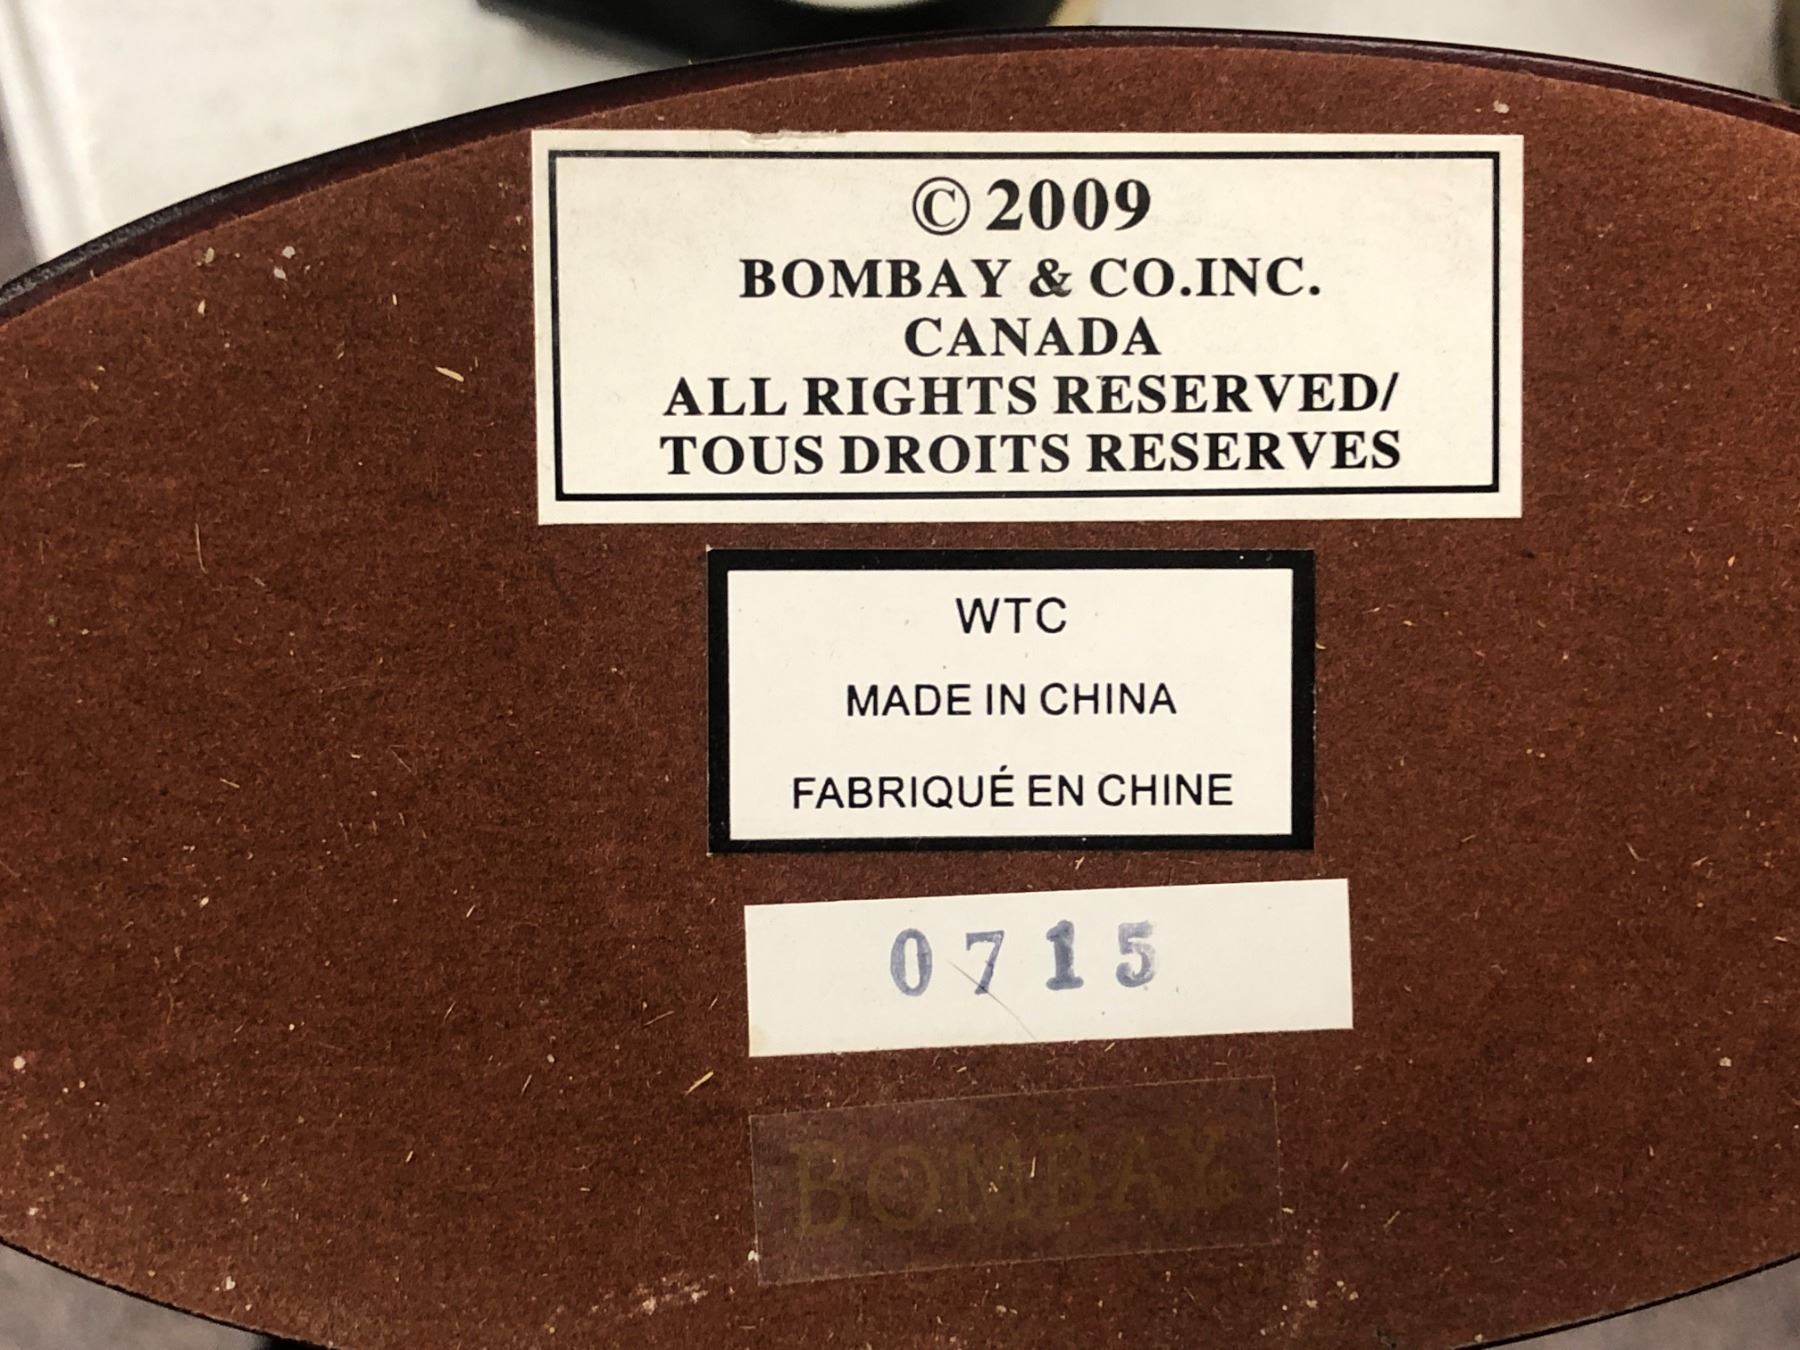 © 2009
BOMBAY & CO.INC.
CANADA
ALL RIGHTS RESERVED/
TOUS DROITS RESERVES
WTC
MADE IN CHINA
FABRIQUÉ EN CHINE
0715
BOMBAY